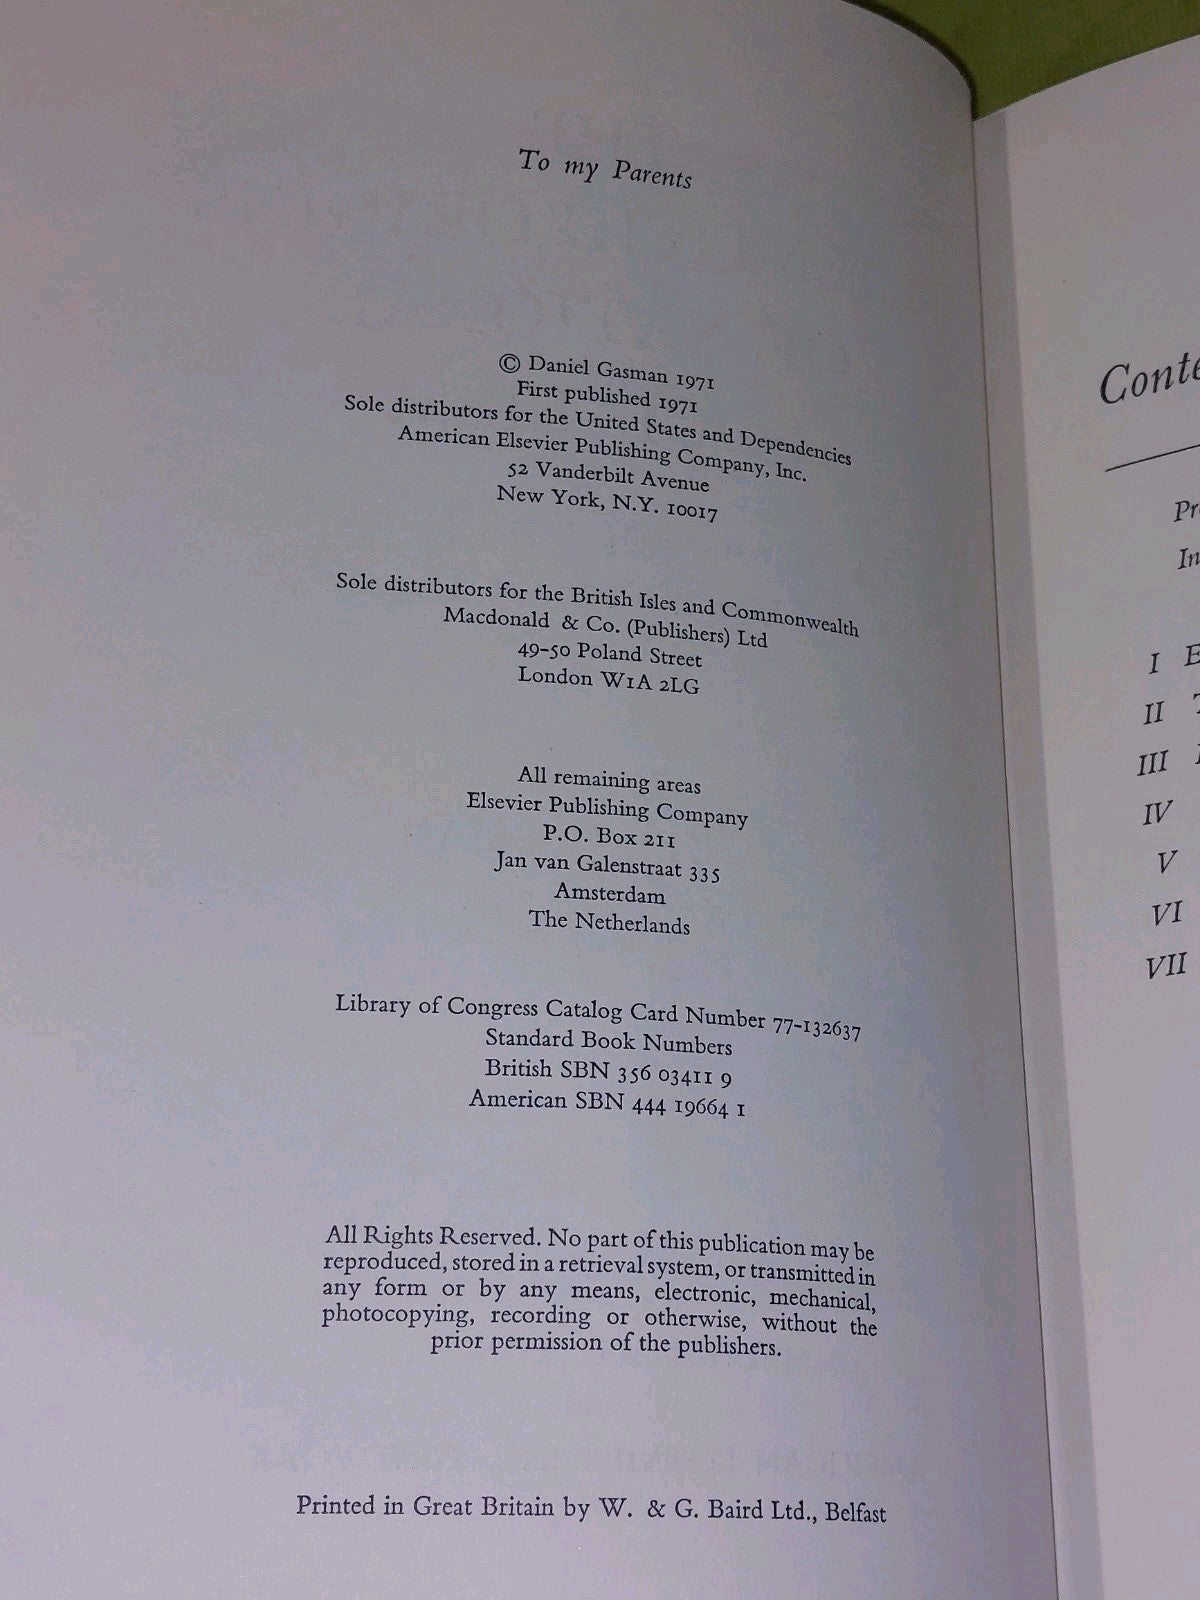 To my Parents
© Daniel Gasman 1971
First published 1971
Sole distributors for the United States and Dependencies
American Elsevier Publishing Company, Inc.
52 Vanderbilt Avenue
New York, N.Y. 10017
Sole distributors for the British Isles and Commonwealth
Macdonald & Co. (Publishers) Ltd
49-50 Poland Street
London W1A 2LG
All remaining areas
Elsevier Publishing Company
P.O. Box 211
Jan van Galenstraat 335
Amsterdam
The Netherlands
Library of Congress Catalog Card Number 77-132637
Standard Book Numbers
British SBN 356 03411 9
American SBN 444 19664 1
All Rights Reserved. No part of this publication may be
reproduced, stored in a retrieval system, or transmitted in
any form or by any means, electronic, mechanical,
photocopying, recording or otherwise, without the
prior permission of the publishers.
Printed in Great Britain by W. & G. Baird Ltd., Belfast
Conte
Pr
In
I E
II
III
IV
V
VI
VII